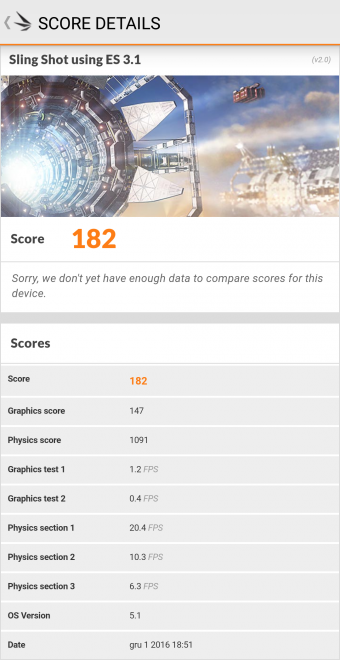 SCORE DETAILS
Sling Shot using ES 3.1 (v2.0)
Score 182
Sorry, we don't yet have enough data to compare scores for this
device.
Scores
Score 182
Graphics score 147
Physics score 1091
Graphics test 1 1.2 FPS
Graphics test 2 0.4 FPS
Physics section 1 20.4 FPS
Physics section 2 10.3 FPS
Physics section 3 6.3 FPS
OS Version 5.1
Date gru 1 2016 18:51